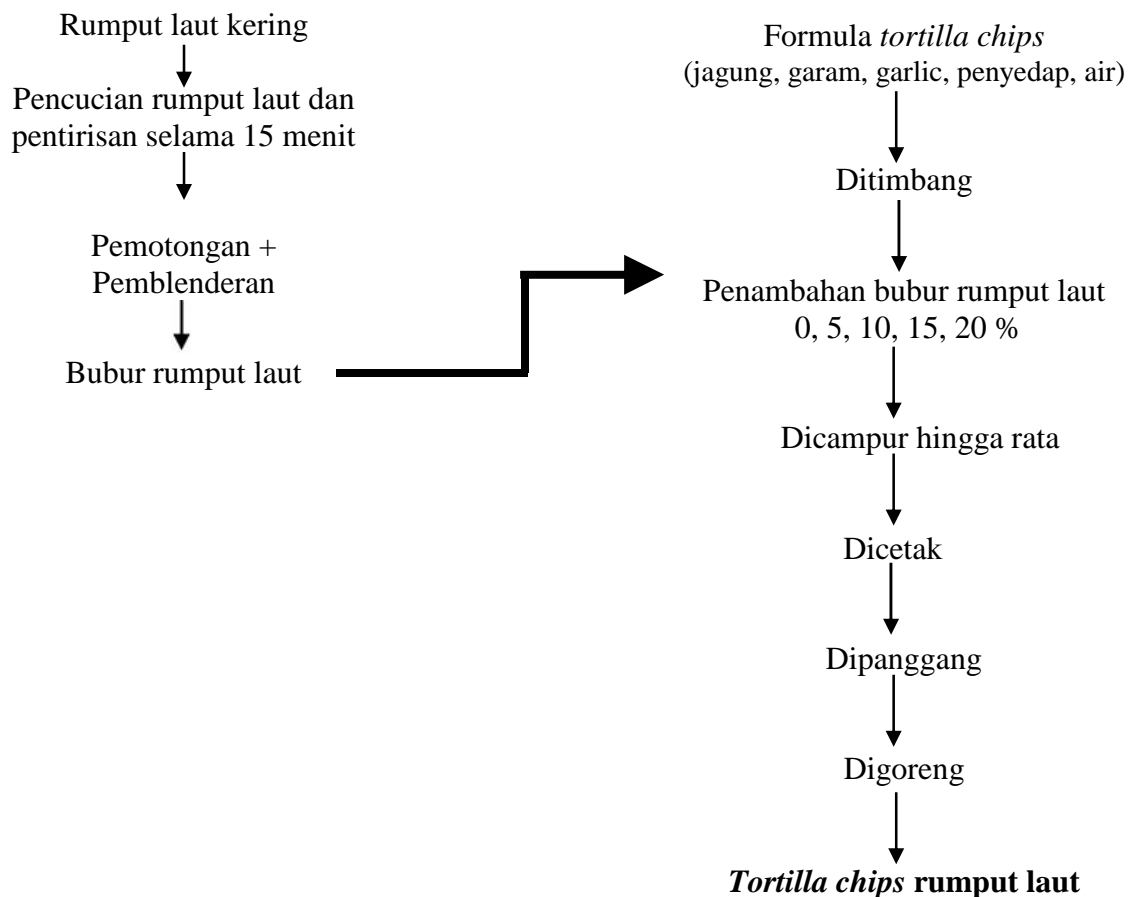 Rumput laut kering
Pencucian rumput laut dan
pentirisan selama 15 menit
Pemotongan +
Pemblenderan
Bubur rumput laut
Formula tortilla chips
(jagung, garam, garlic, penyedap, air)
Ditimbang
Penambahan bubur rumput laut
0, 5, 10, 15, 20 %
Dicampur hingga rata
Dicetak
Dipanggang
Digoreng
Tortilla chips rumput laut